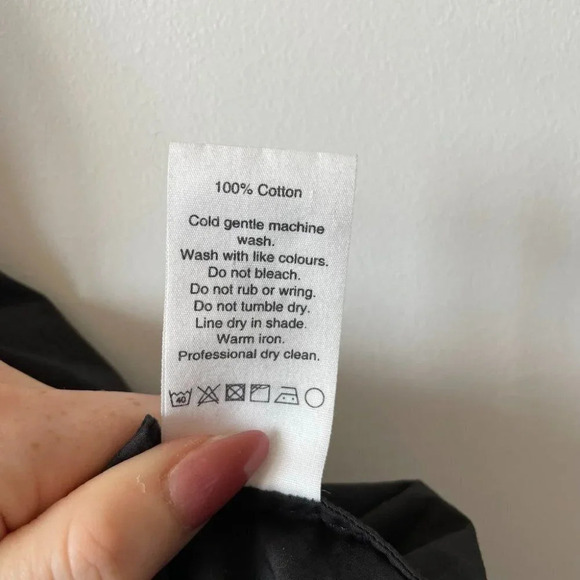 100% Cotton
Cold gentle machine
wash.
Wash with like colours.
Do not bleach.
Do not rub or wring.
Do not tumble dry.
Line dry in shade.
Warm iron.
Professional dry clean.
40